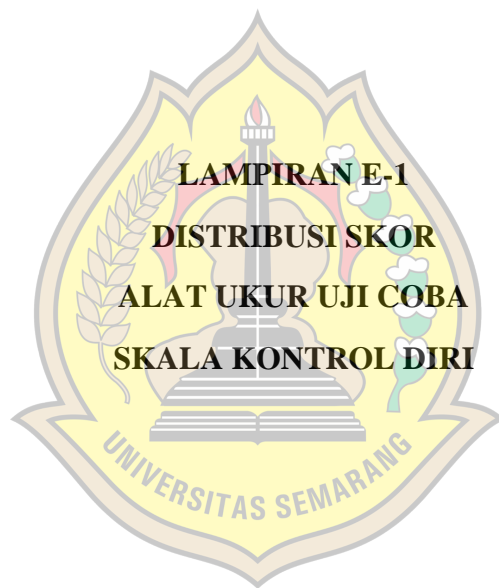 LAMPIRAN E-1
DISTRIBUSI SKOR
ALAT UKUR UJI COBA
SKALA KONTROL DIRI
UNIVERSITAS SEMARANG